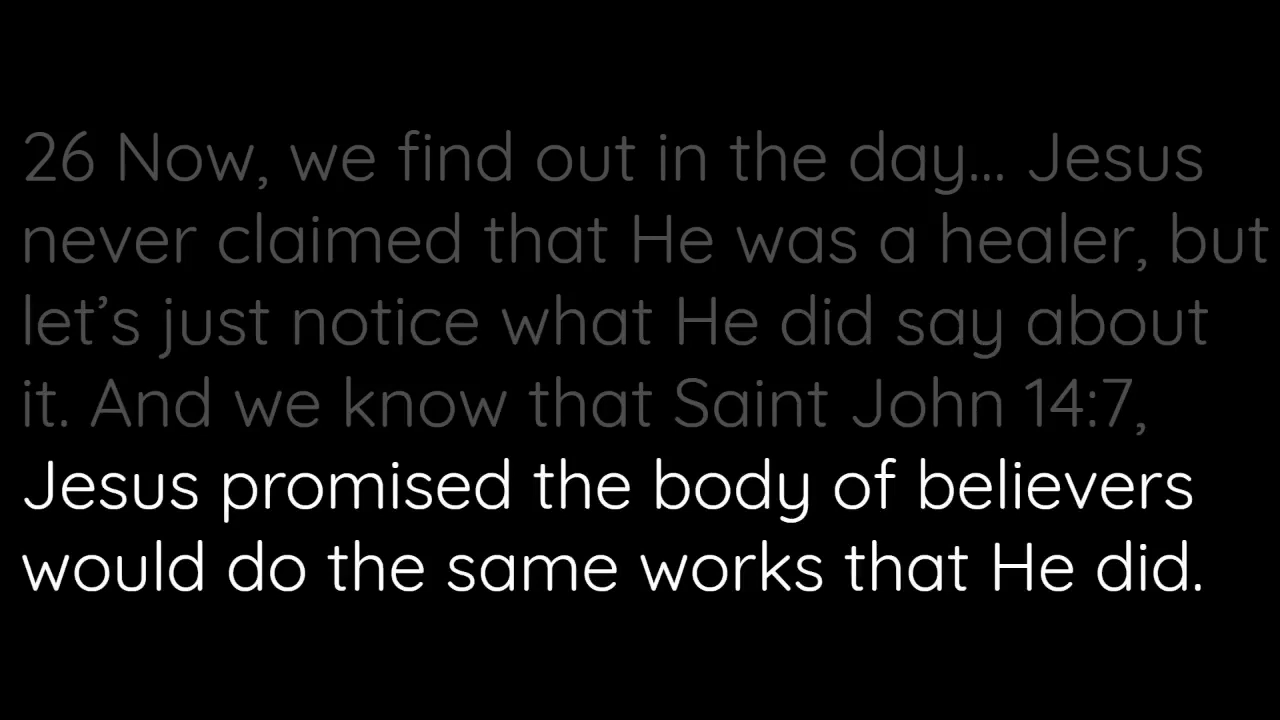 26 Now, we find out in the day... Jesus
never claimed that He was a healer, but
let’s just notice what He did say about
it. And we know that Saint John 14:7,
Jesus promised the body of believers
would do the same works that He did.